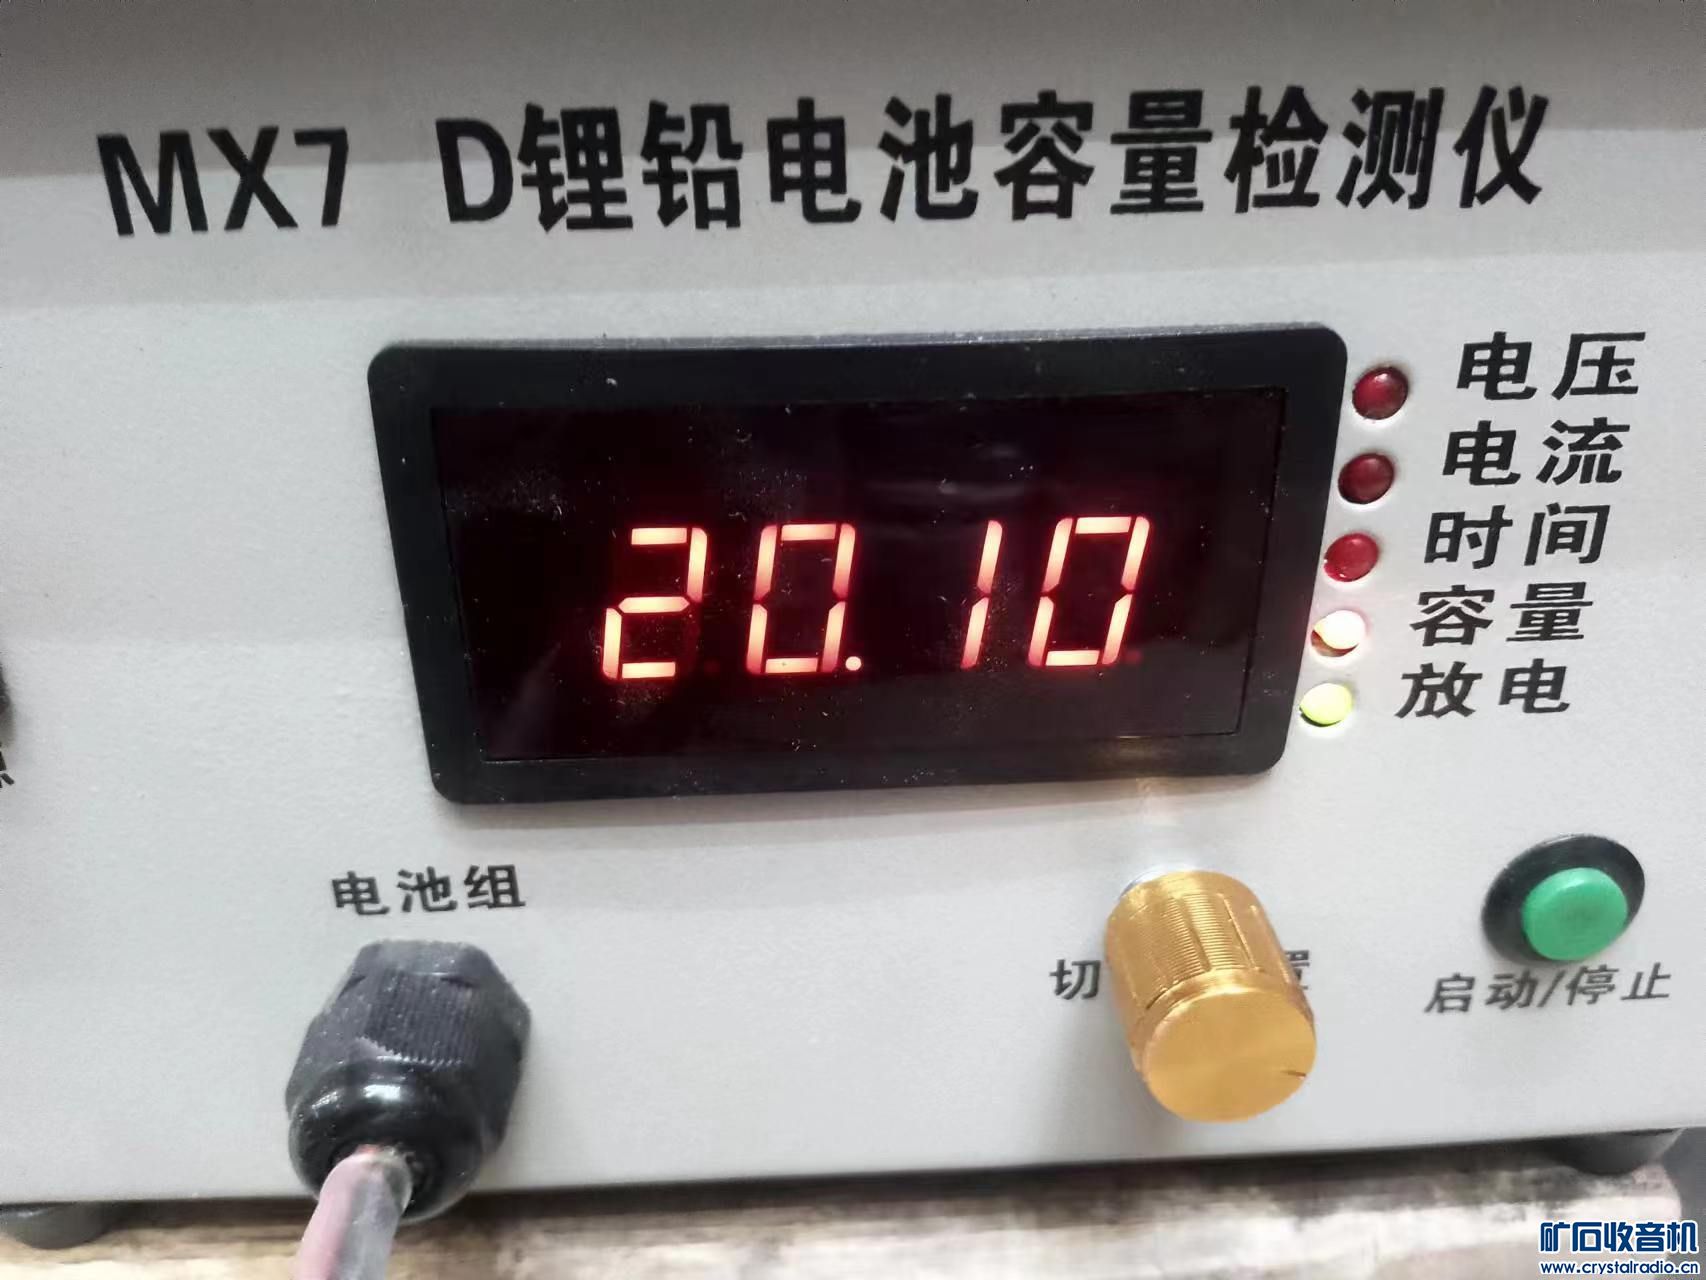 MX7 D锂铅电池容量检测仪
电压
电流
时间
容量
放电
20.10
电池组
切
启动/停止
矿石收音机
www.crystalradio.cn